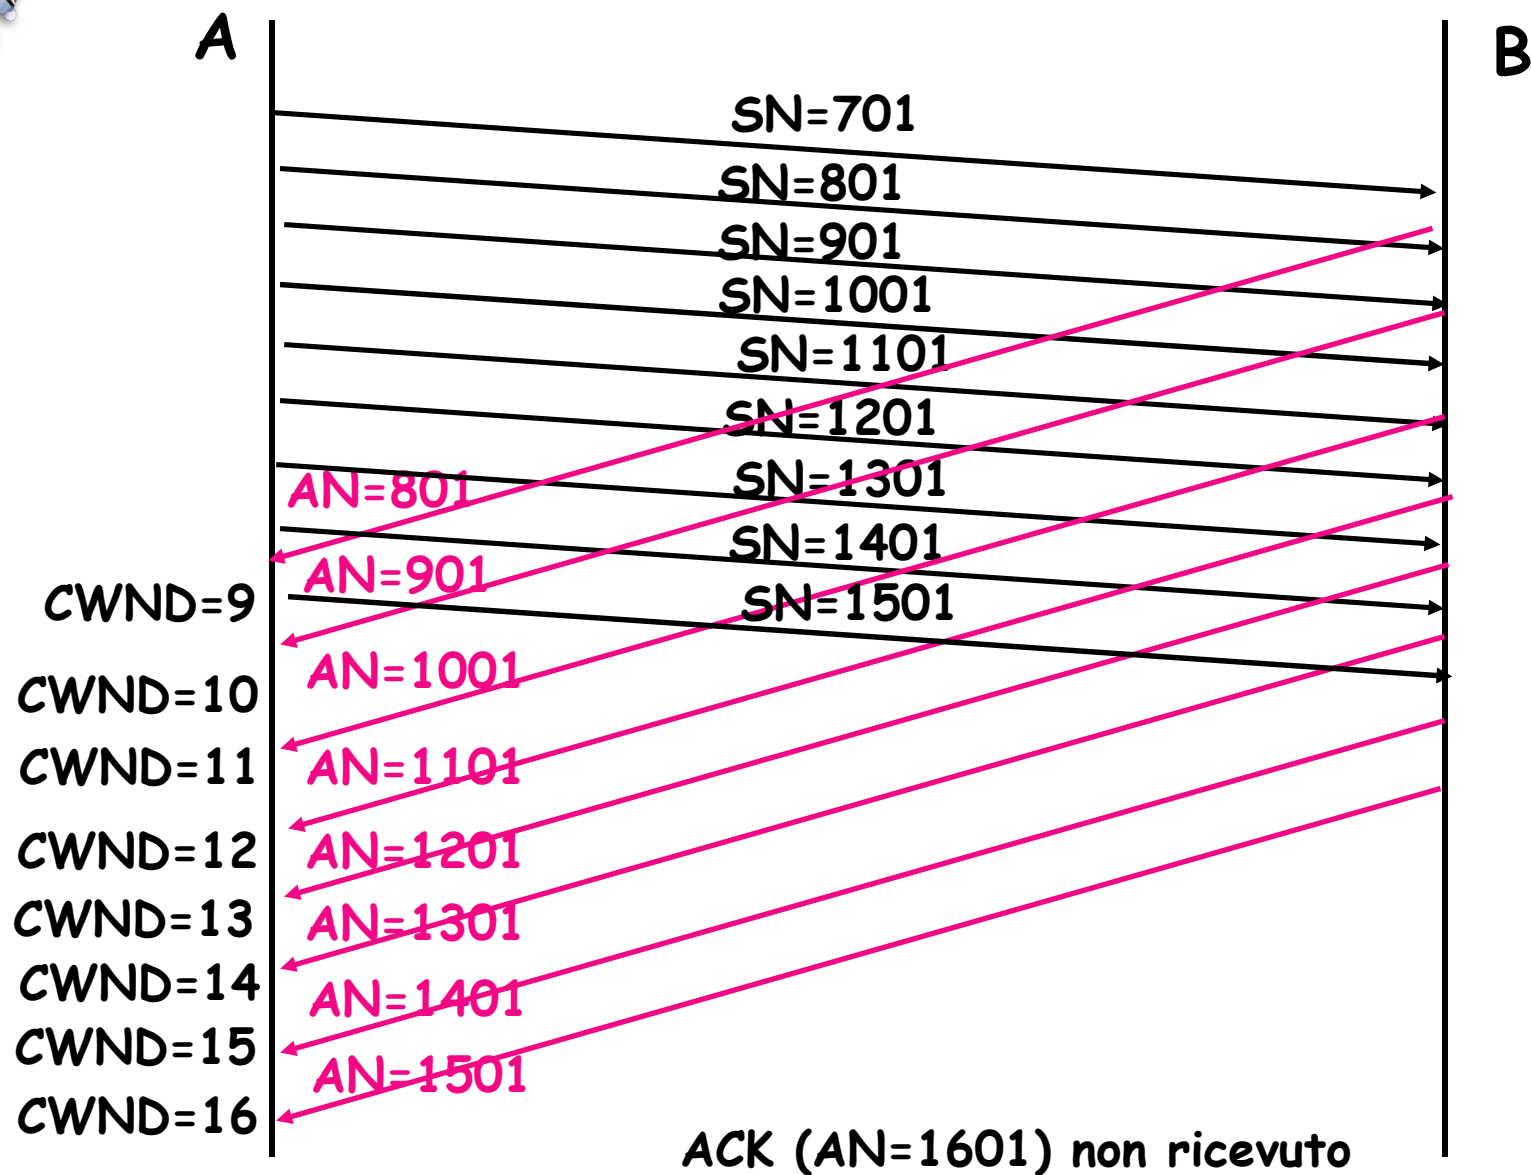 A
B
SN=701
SN=801
SN=901
SN=1001
SN=1101
SN=1201
SN=1301
AN=801
SN=1401
AN=901
CWND=9
SN=1501
AN=1001
CWND=10
CWND=11
AN=1101
CWND=12
AN=1201
CWND=13
AN=1301
CWND=14
AN=1401
CWND=15
AN=1501
CWND=16
ACK (AN=1601) non ricevuto